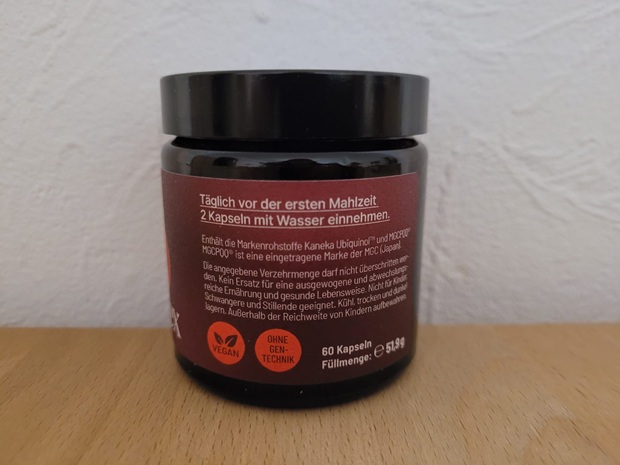 Täglich vor der ersten Mahlzeit
2 Kapseln mit Wasser einnehmen.
Enthält die Markenrohstoffe Kaneka Ubiquinol™ und MGCPQQ®
MGCPQQ® ist eine eingetragene Marke der MGC (Japan).
Die angegebene Verzehrmenge darf nicht überschritten wer-
den. Kein Ersatz für eine ausgewogene und abwechslungs-
reiche Ernährung und gesunde Lebensweise. Nicht für Kinder,
Schwangere und Stillende geeignet. Kühl, trocken und dunkel
lagern. Außerhalb der Reichweite von Kindern aufbewahren.
X
VEGAN
OHNE
GEN-
TECHNIK
60 Kapseln
Füllmenge: ℮ 51,9g